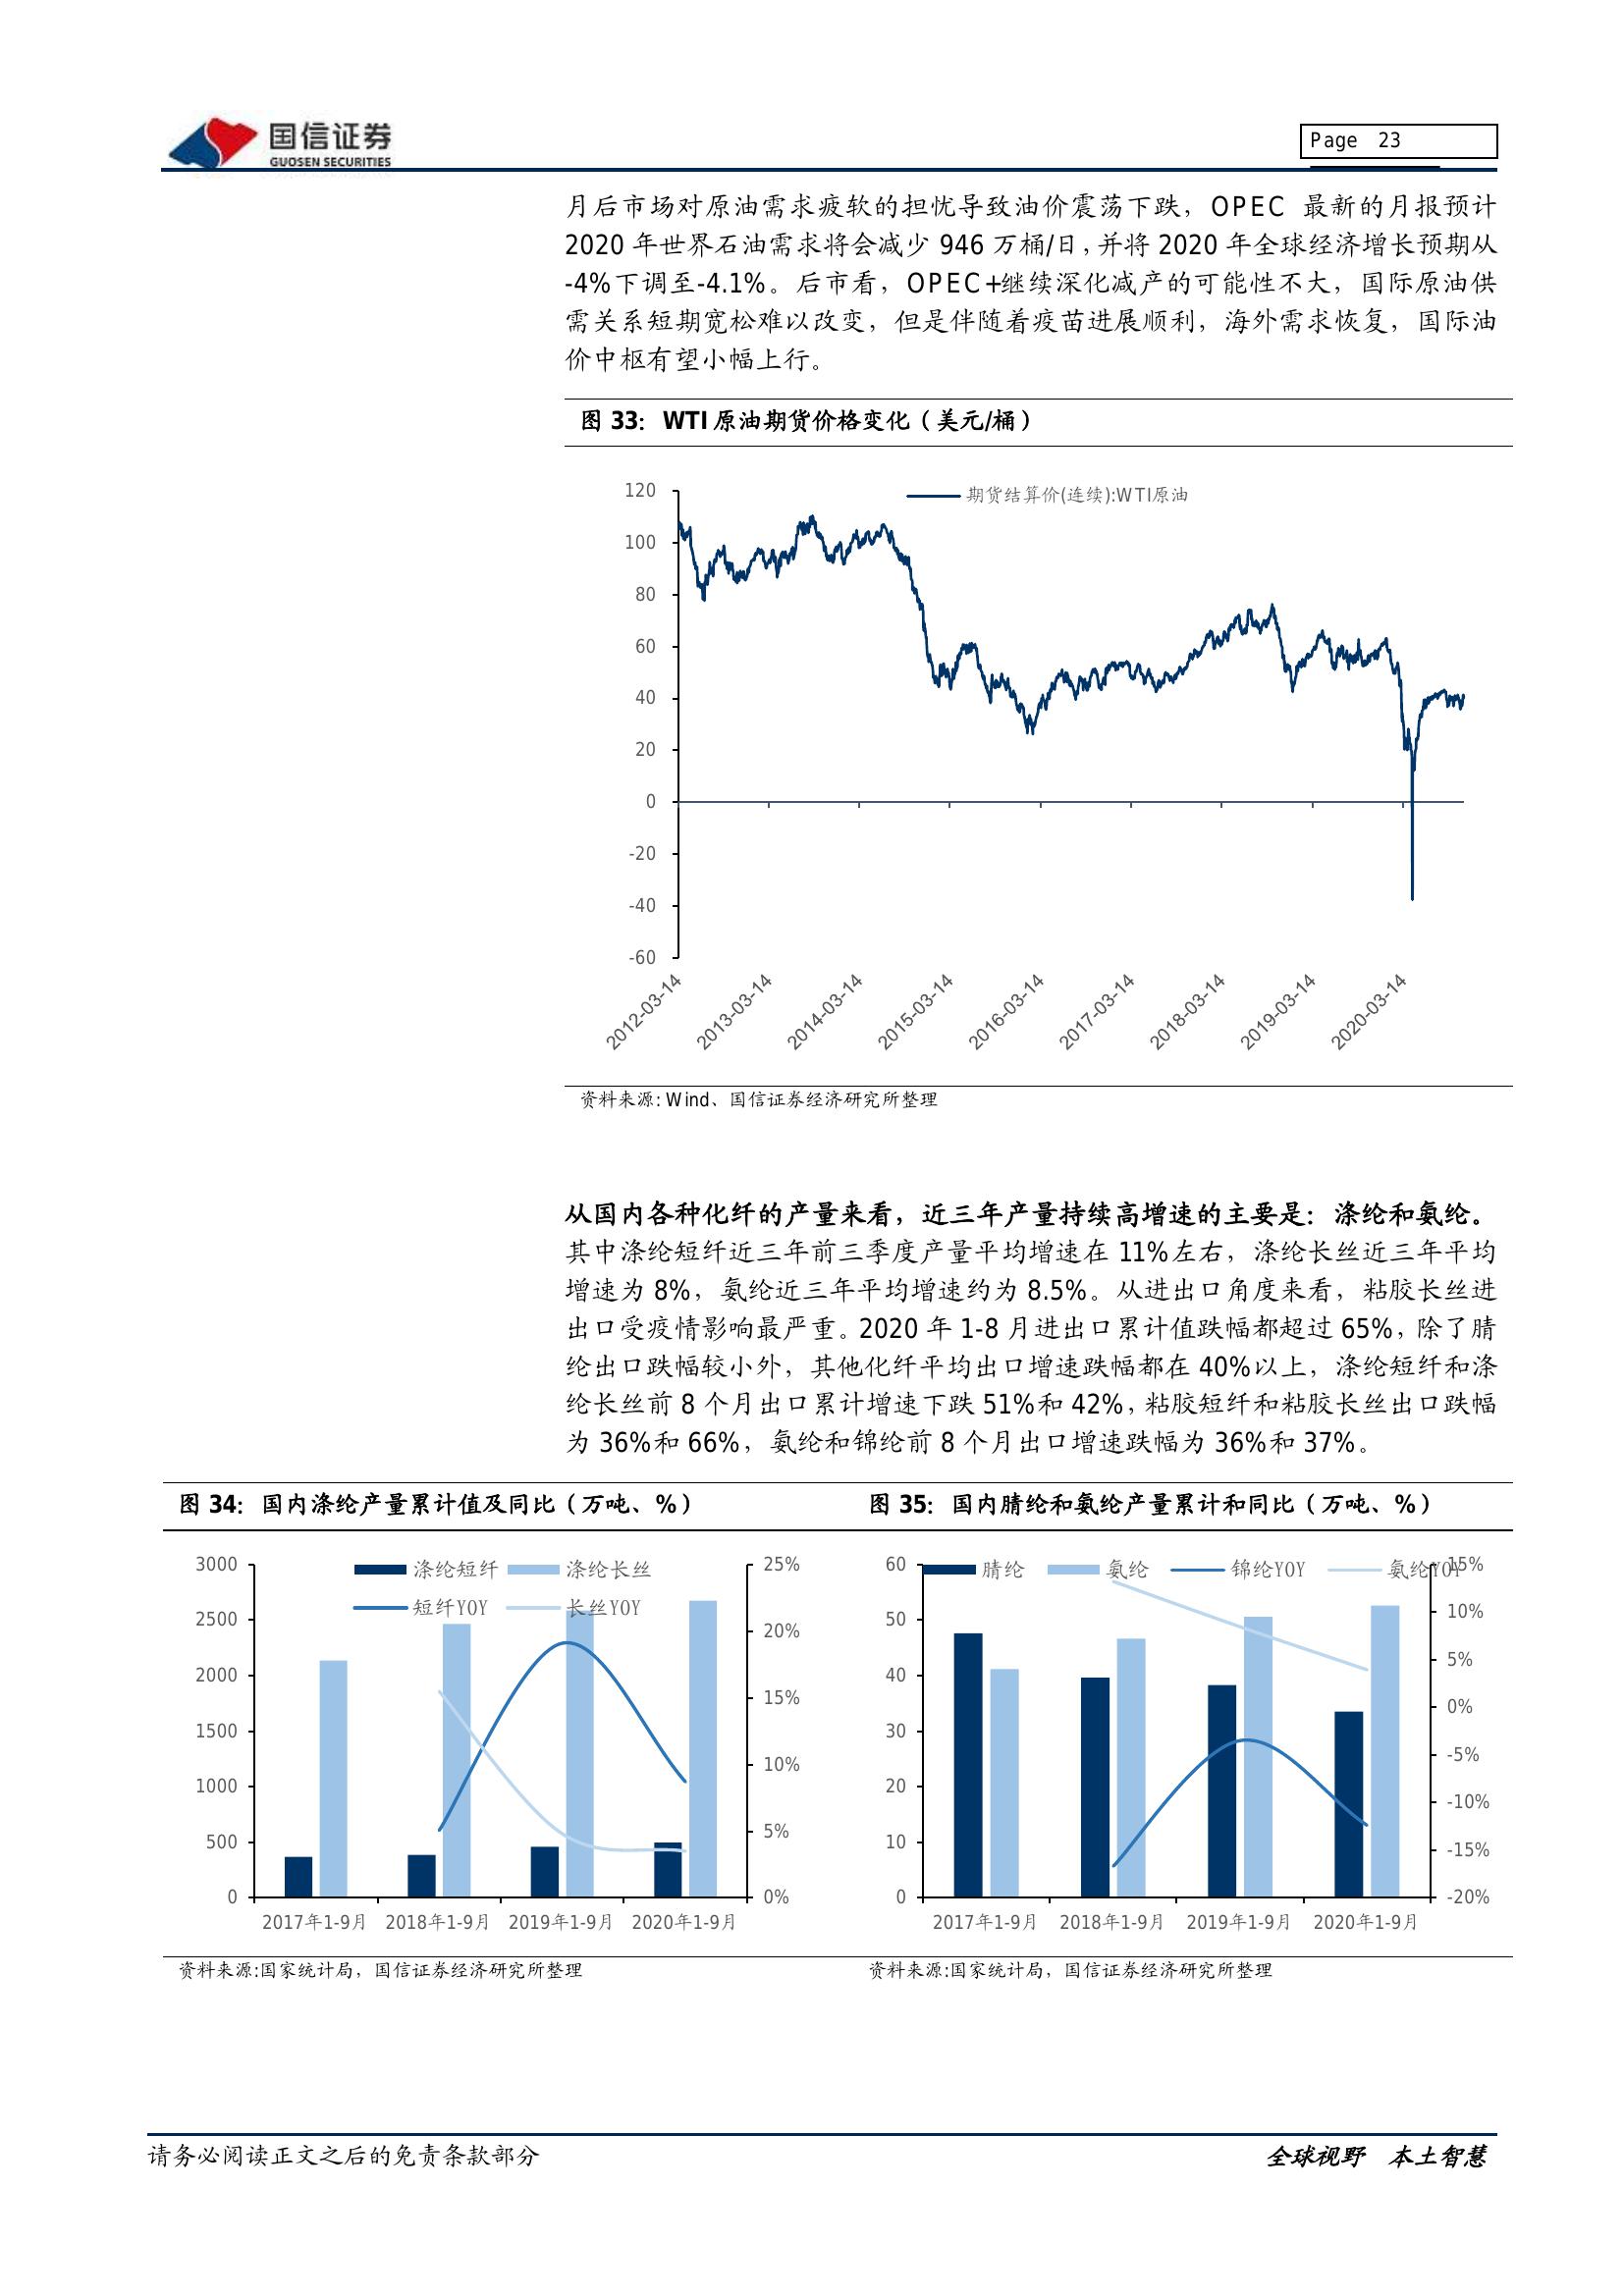 国信证券
GUOSEN SECURITIES
Page 23
月后市场对原油需求疲软的担忧导致油价震荡下跌，OPEC 最新的月报预计
2020 年世界石油需求将会减少 946 万桶/日，并将 2020 年全球经济增长预期从
-4%下调至-4.1%。后市看，OPEC+继续深化减产的可能性不大，国际原油供
需关系短期宽松难以改变，但是伴随着疫苗进展顺利，海外需求恢复，国际油
价中枢有望小幅上行。
图 33：WTI 原油期货价格变化（美元/桶）
期货结算价(连续):WTI原油
120
100
80
60
40
20
0
-20
-40
-60
2012-03-14
2013-03-14
2014-03-14
2015-03-14
2016-03-14
2017-03-14
2018-03-14
2019-03-14
2020-03-14
资料来源: Wind、国信证券经济研究所整理
从国内各种化纤的产量来看，近三年产量持续高增速的主要是：涤纶和氨纶。
其中涤纶短纤近三年前三季度产量平均增速在 11%左右，涤纶长丝近三年平均
增速为 8%，氨纶近三年平均增速约为 8.5%。从进出口角度来看，粘胶长丝进
出口受疫情影响最严重。2020 年 1-8 月进出口累计值跌幅都超过 65%，除了腈
纶出口跌幅较小外，其他化纤平均出口增速跌幅都在 40%以上，涤纶短纤和涤
纶长丝前 8 个月出口累计增速下跌 51%和 42%，粘胶短纤和粘胶长丝出口跌幅
为 36%和 66%，氨纶和锦纶前 8 个月出口增速跌幅为 36%和 37%。
图 34：国内涤纶产量累计值及同比（万吨、%）
涤纶短纤 涤纶长丝
短纤YOY 长丝YOY
3000
2500
2000
1500
1000
500
0
25%
20%
15%
10%
5%
0%
2017年1-9月 2018年1-9月 2019年1-9月 2020年1-9月
资料来源:国家统计局，国信证券经济研究所整理
图 35：国内腈纶和氨纶产量累计和同比（万吨、%）
腈纶 氨纶 锦纶YOY 氨纶YOY
60
50
40
30
20
10
0
15%
10%
5%
0%
-5%
-10%
-15%
-20%
2017年1-9月 2018年1-9月 2019年1-9月 2020年1-9月
资料来源:国家统计局，国信证券经济研究所整理
请务必阅读正文之后的免责条款部分
全球视野 本土智慧